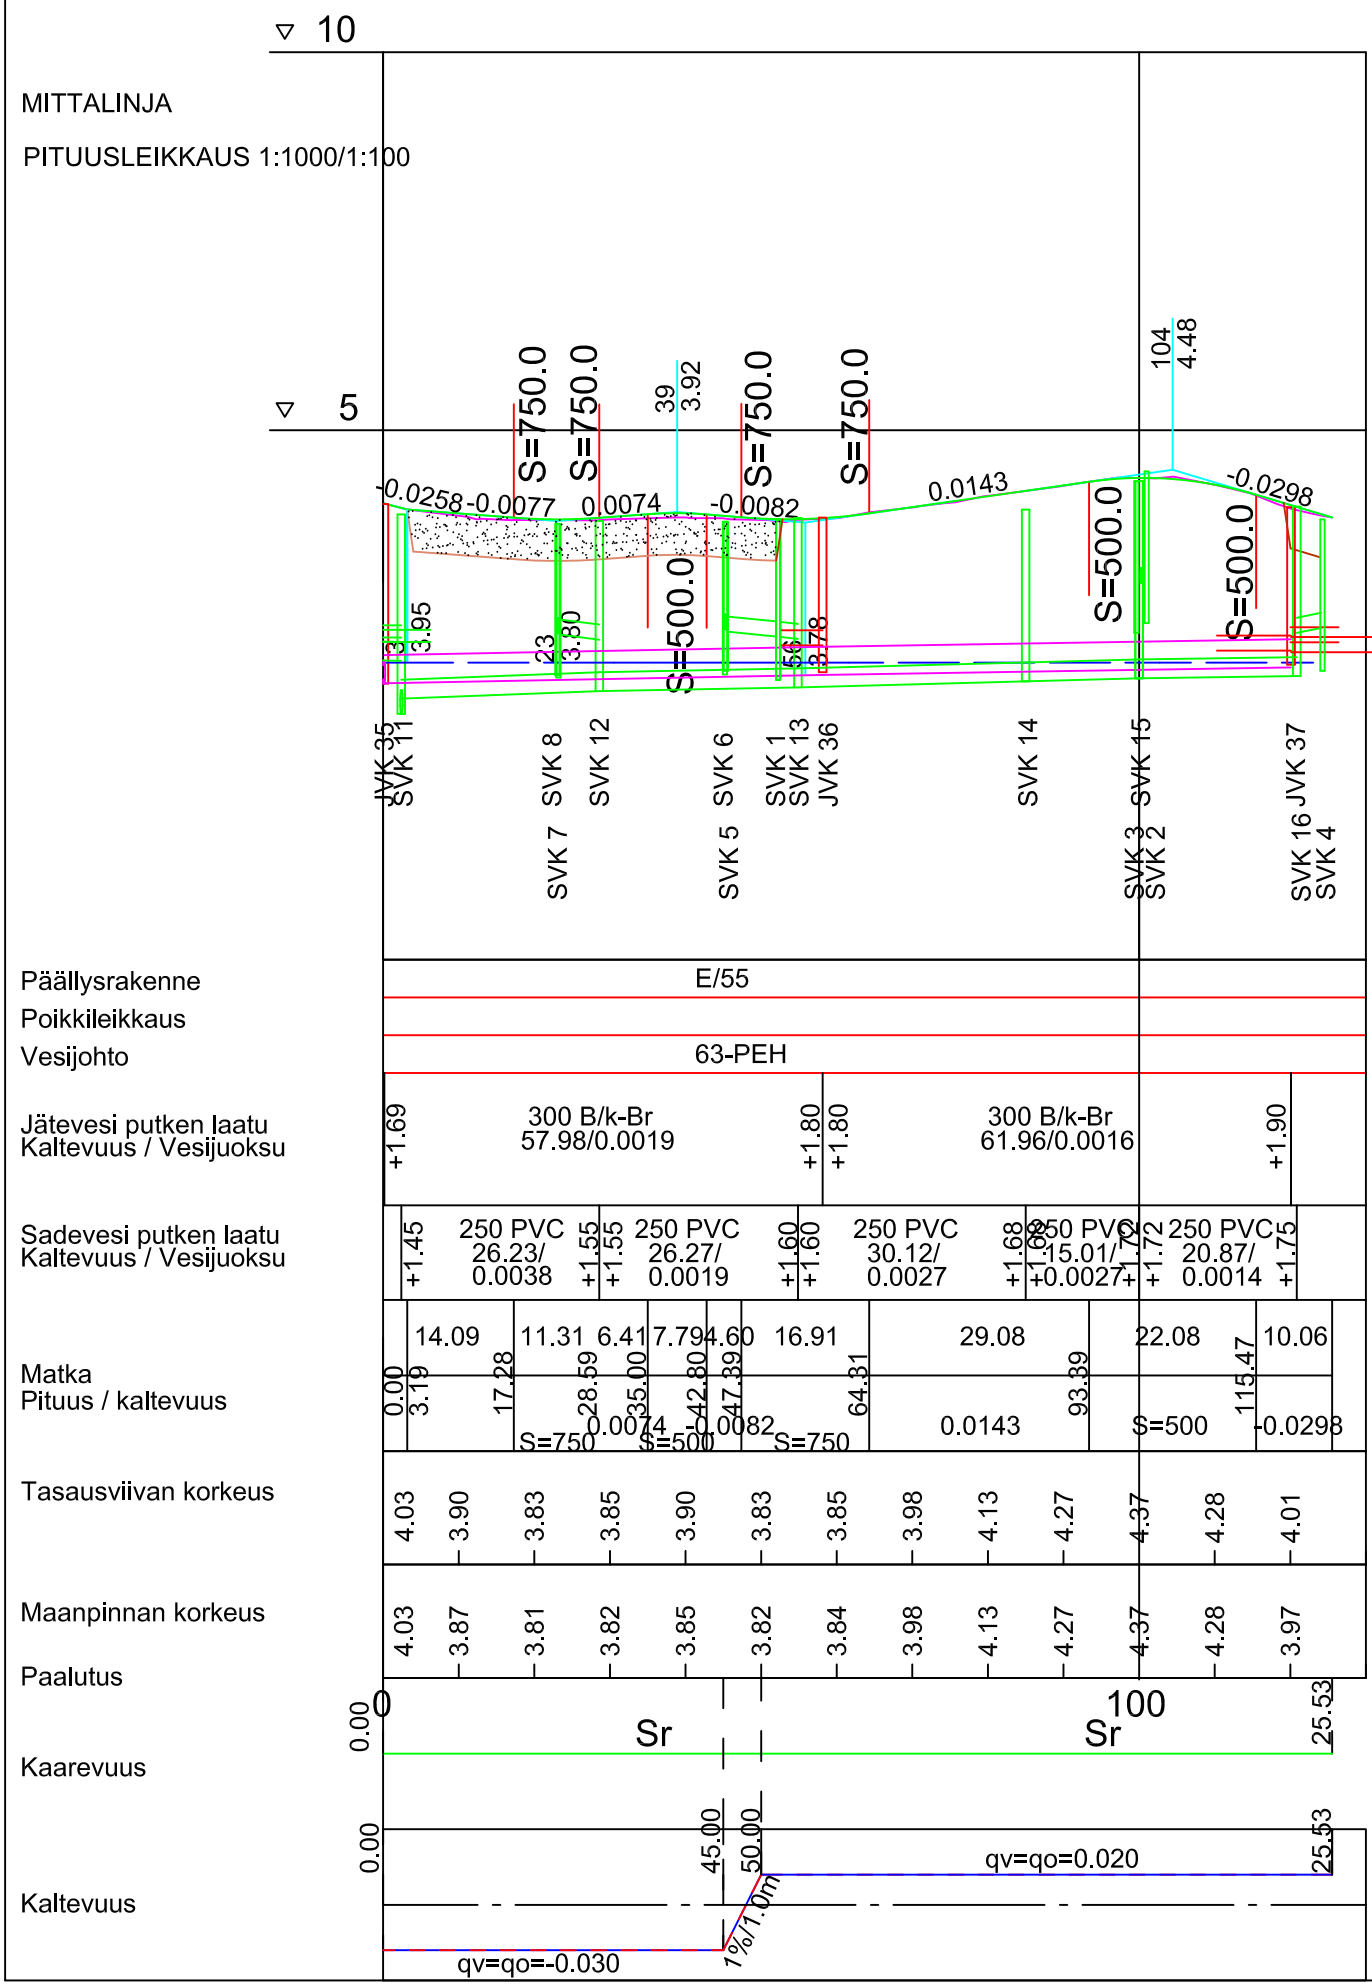 10
MITTALINJA
PITUUSLEIKKAUS 1:1000/1:100
5
S=750.0
S=750.0
39
3.92
S=750.0
S=750.0
104
4.48
-0.0258
-0.0077
0.0074
-0.0082
0.0143
-0.0298
3
3.95
23
3.80
S=500.0
56
3.78
S=500.0
S=500.0
JVK 35
SVK 11
SVK 8
SVK 12
SVK 6
SVK 1
SVK 13
JVK 36
SVK 14
SVK 15
JVK 37
SVK 7
SVK 5
SVK 3
SVK 2
SVK 16
SVK 4
Päällysrakenne
E/55
Poikkileikkaus
Vesijohto
63-PEH
Jätevesi putken laatu
Kaltevuus / Vesijuoksu
+1.69
300 B/k-Br
57.98/0.0019
+1.80
+1.80
300 B/k-Br
61.96/0.0016
+1.90
Sadevesi putken laatu
Kaltevuus / Vesijuoksu
+1.45
250 PVC
26.23/
0.0038
+1.55
+1.55
250 PVC
26.27/
0.0019
+1.60
+1.60
250 PVC
30.12/
0.0027
+1.68
+1.68
250 PVC
15.01/
0.0027
+1.72
+1.72
250 PVC
20.87/
0.0014
+1.75
Matka
Pituus / kaltevuus
14.09
11.31
6.41
7.79
4.60
16.91
29.08
22.08
10.06
0.00
3.19
17.28
28.59
35.00
42.80
47.39
64.31
93.39
115.47
S=750
0.0074
S=500
-0.0082
S=750
0.0143
S=500
-0.0298
Tasausviivan korkeus
4.03
3.90
3.83
3.85
3.90
3.83
3.85
3.98
4.13
4.27
4.37
4.28
4.01
Maanpinnan korkeus
4.03
3.87
3.81
3.82
3.85
3.82
3.84
3.98
4.13
4.27
4.37
4.28
3.97
Paalutus
0
100
0.00
Sr
Sr
25.53
Kaarevuus
0.00
45.00
50.00
25.53
qv=qo=0.020
Kaltevuus
1%/1.0m
qv=qo=-0.030